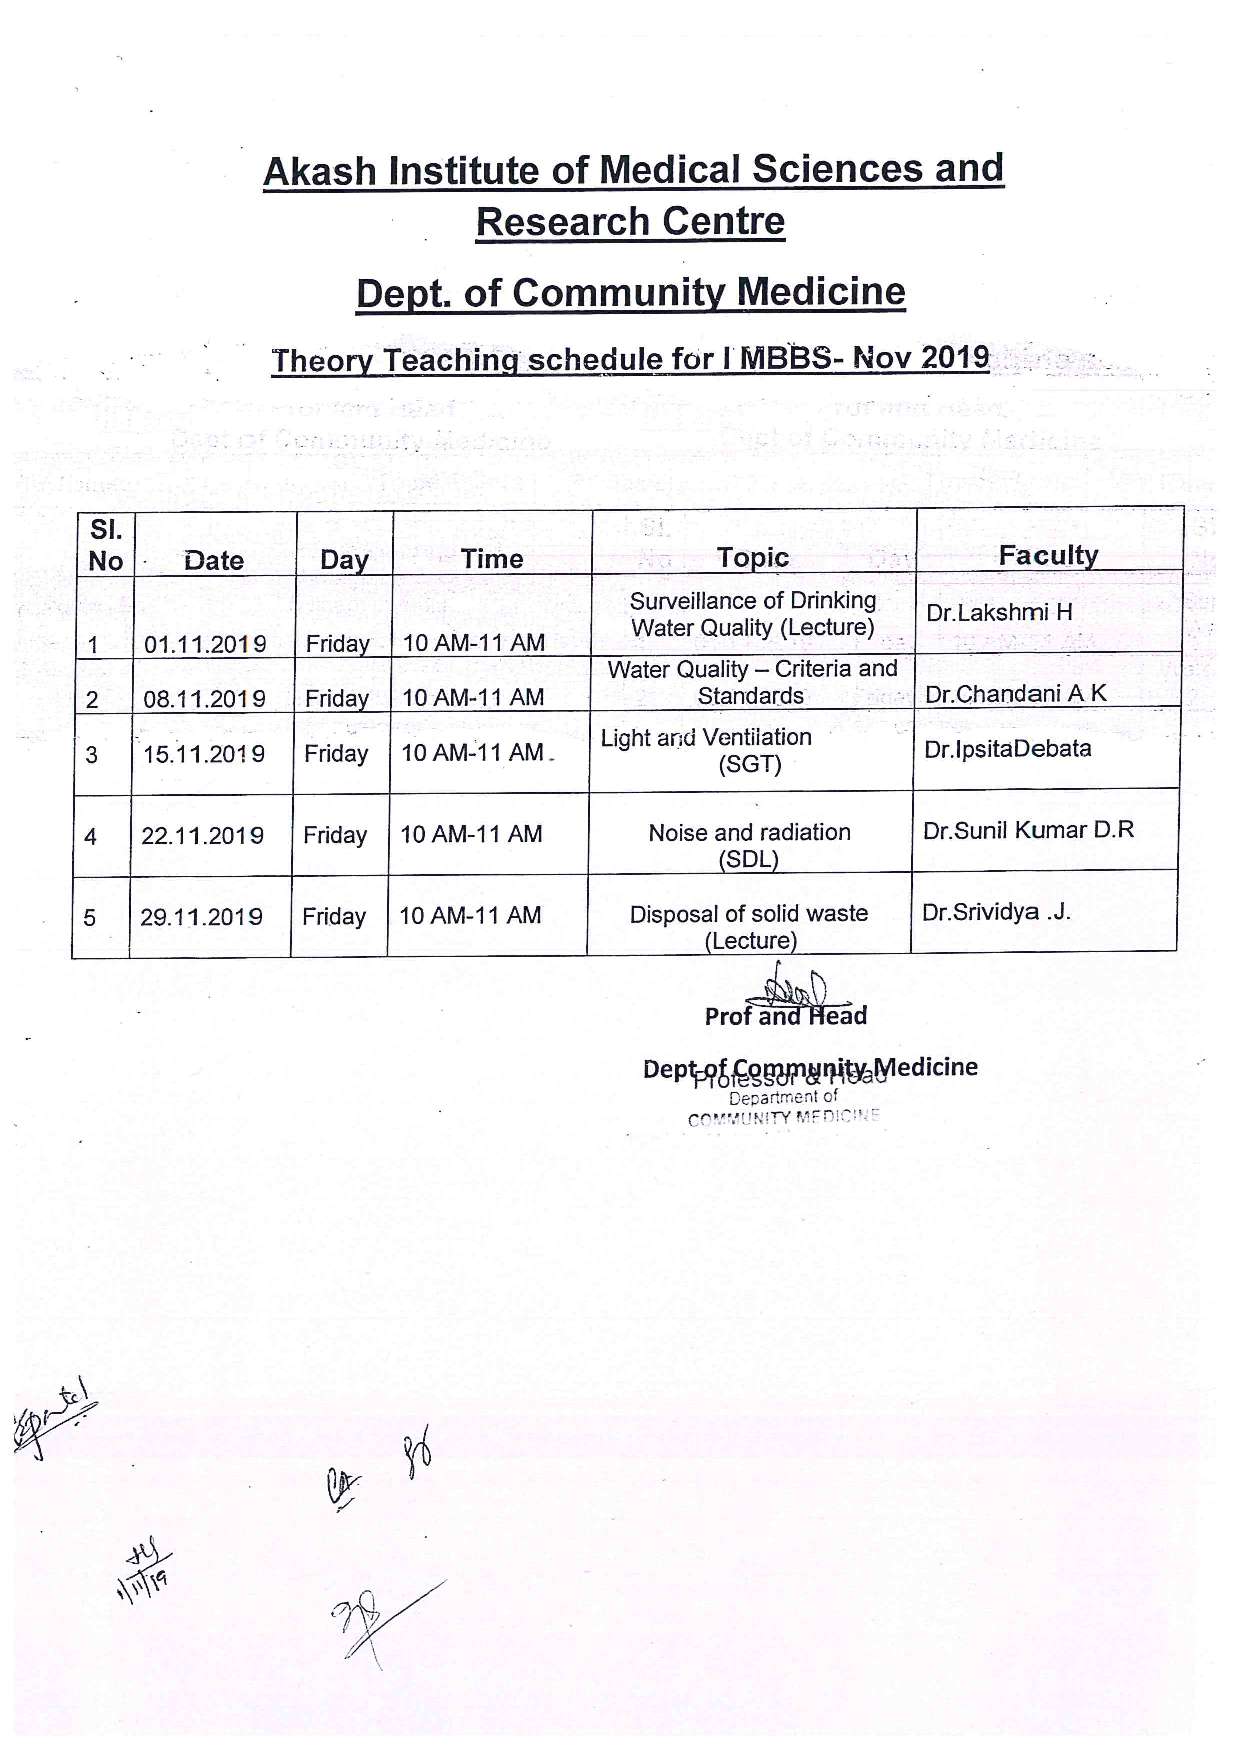 Akash Institute of Medical Sciences and
Research Centre
Dept. of Community Medicine
Theory Teaching schedule for I MBBS- Nov 2019
Sl. No Date Day Time Topic Faculty
1 01.11.2019 Friday 10 AM-11 AM Surveillance of Drinking Water Quality (Lecture) Dr.Lakshmi H
2 08.11.2019 Friday 10 AM-11 AM Water Quality – Criteria and Standards Dr.Chandani A K
3 15.11.2019 Friday 10 AM-11 AM Light and Ventilation (SGT) Dr.IpsitaDebata
4 22.11.2019 Friday 10 AM-11 AM Noise and radiation (SDL) Dr.Sunil Kumar D.R
5 29.11.2019 Friday 10 AM-11 AM Disposal of solid waste (Lecture) Dr.Srividya .J.
Prof and Head
Dept of Community Medicine
Professor & Head
Department of
COMMUNITY MEDICINE
1/11/19